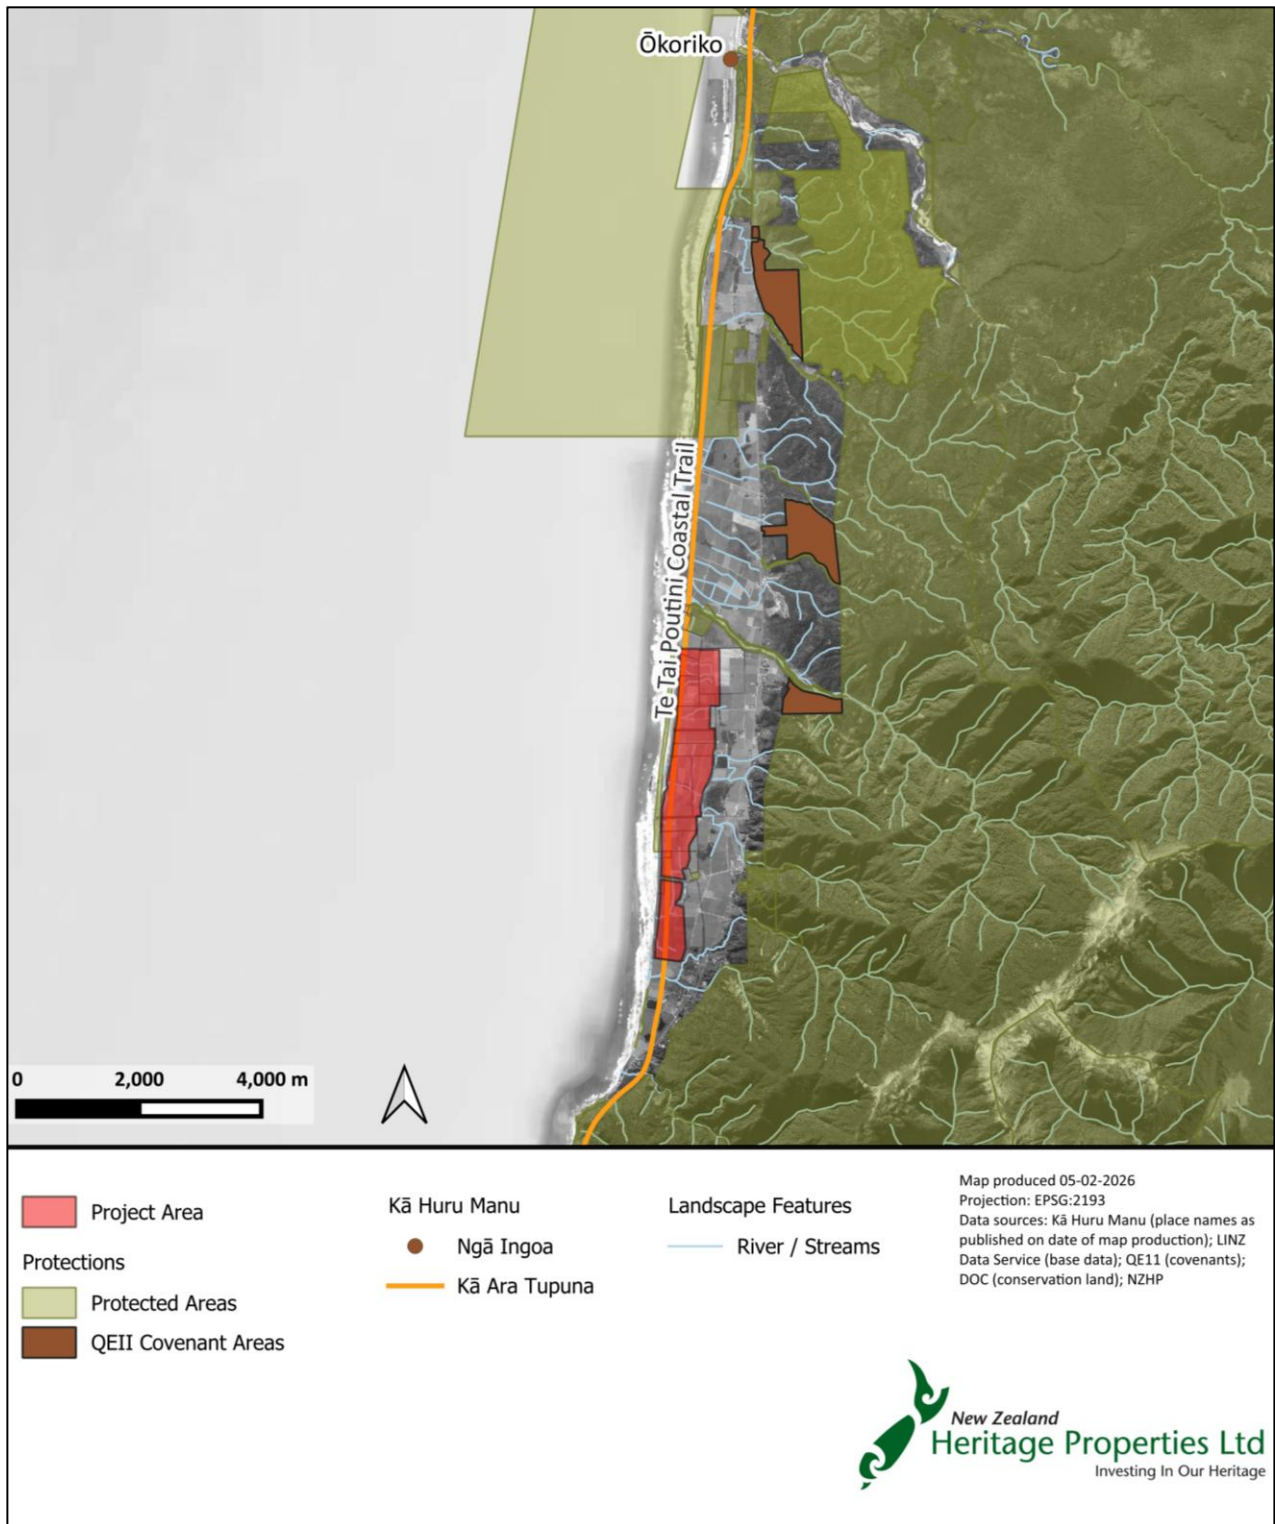 Ōkoriko
Te Tai Poutini Coastal Trail
0 2,000 4,000 m
Project Area
Protections
Protected Areas
QEII Covenant Areas
Kā Huru Manu
Ngā Ingoa
Kā Ara Tupuna
Landscape Features
River / Streams
Map produced 05-02-2026
Projection: EPSG:2193
Data sources: Kā Huru Manu (place names as
published on date of map production); LINZ
Data Service (base data); QE11 (covenants);
DOC (conservation land); NZHP
New Zealand
Heritage Properties Ltd
Investing In Our Heritage